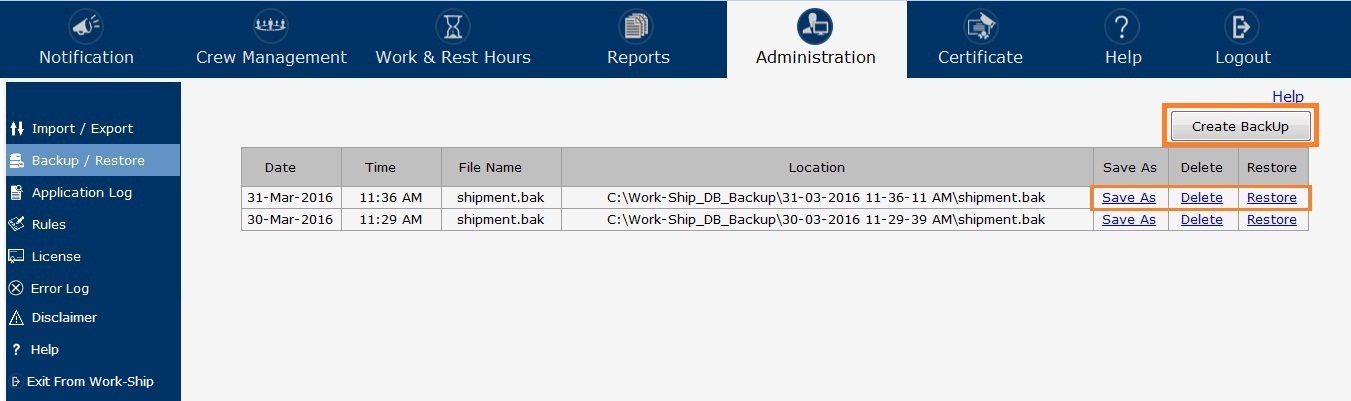 Notification Crew Management Work & Rest Hours Reports Administration Certificate ? Help Logout
Help
Create BackUp
Import / Export
Backup / Restore
Application Log
Rules
License
Error Log
Disclaimer
? Help
Exit From Work-Ship
Date Time File Name Location Save As Delete Restore
31-Mar-2016 11:36 AM shipment.bak C:\Work-Ship_DB_Backup\31-03-2016 11-36-11 AM\shipment.bak Save As Delete Restore
30-Mar-2016 11:29 AM shipment.bak C:\Work-Ship_DB_Backup\30-03-2016 11-29-39 AM\shipment.bak Save As Delete Restore